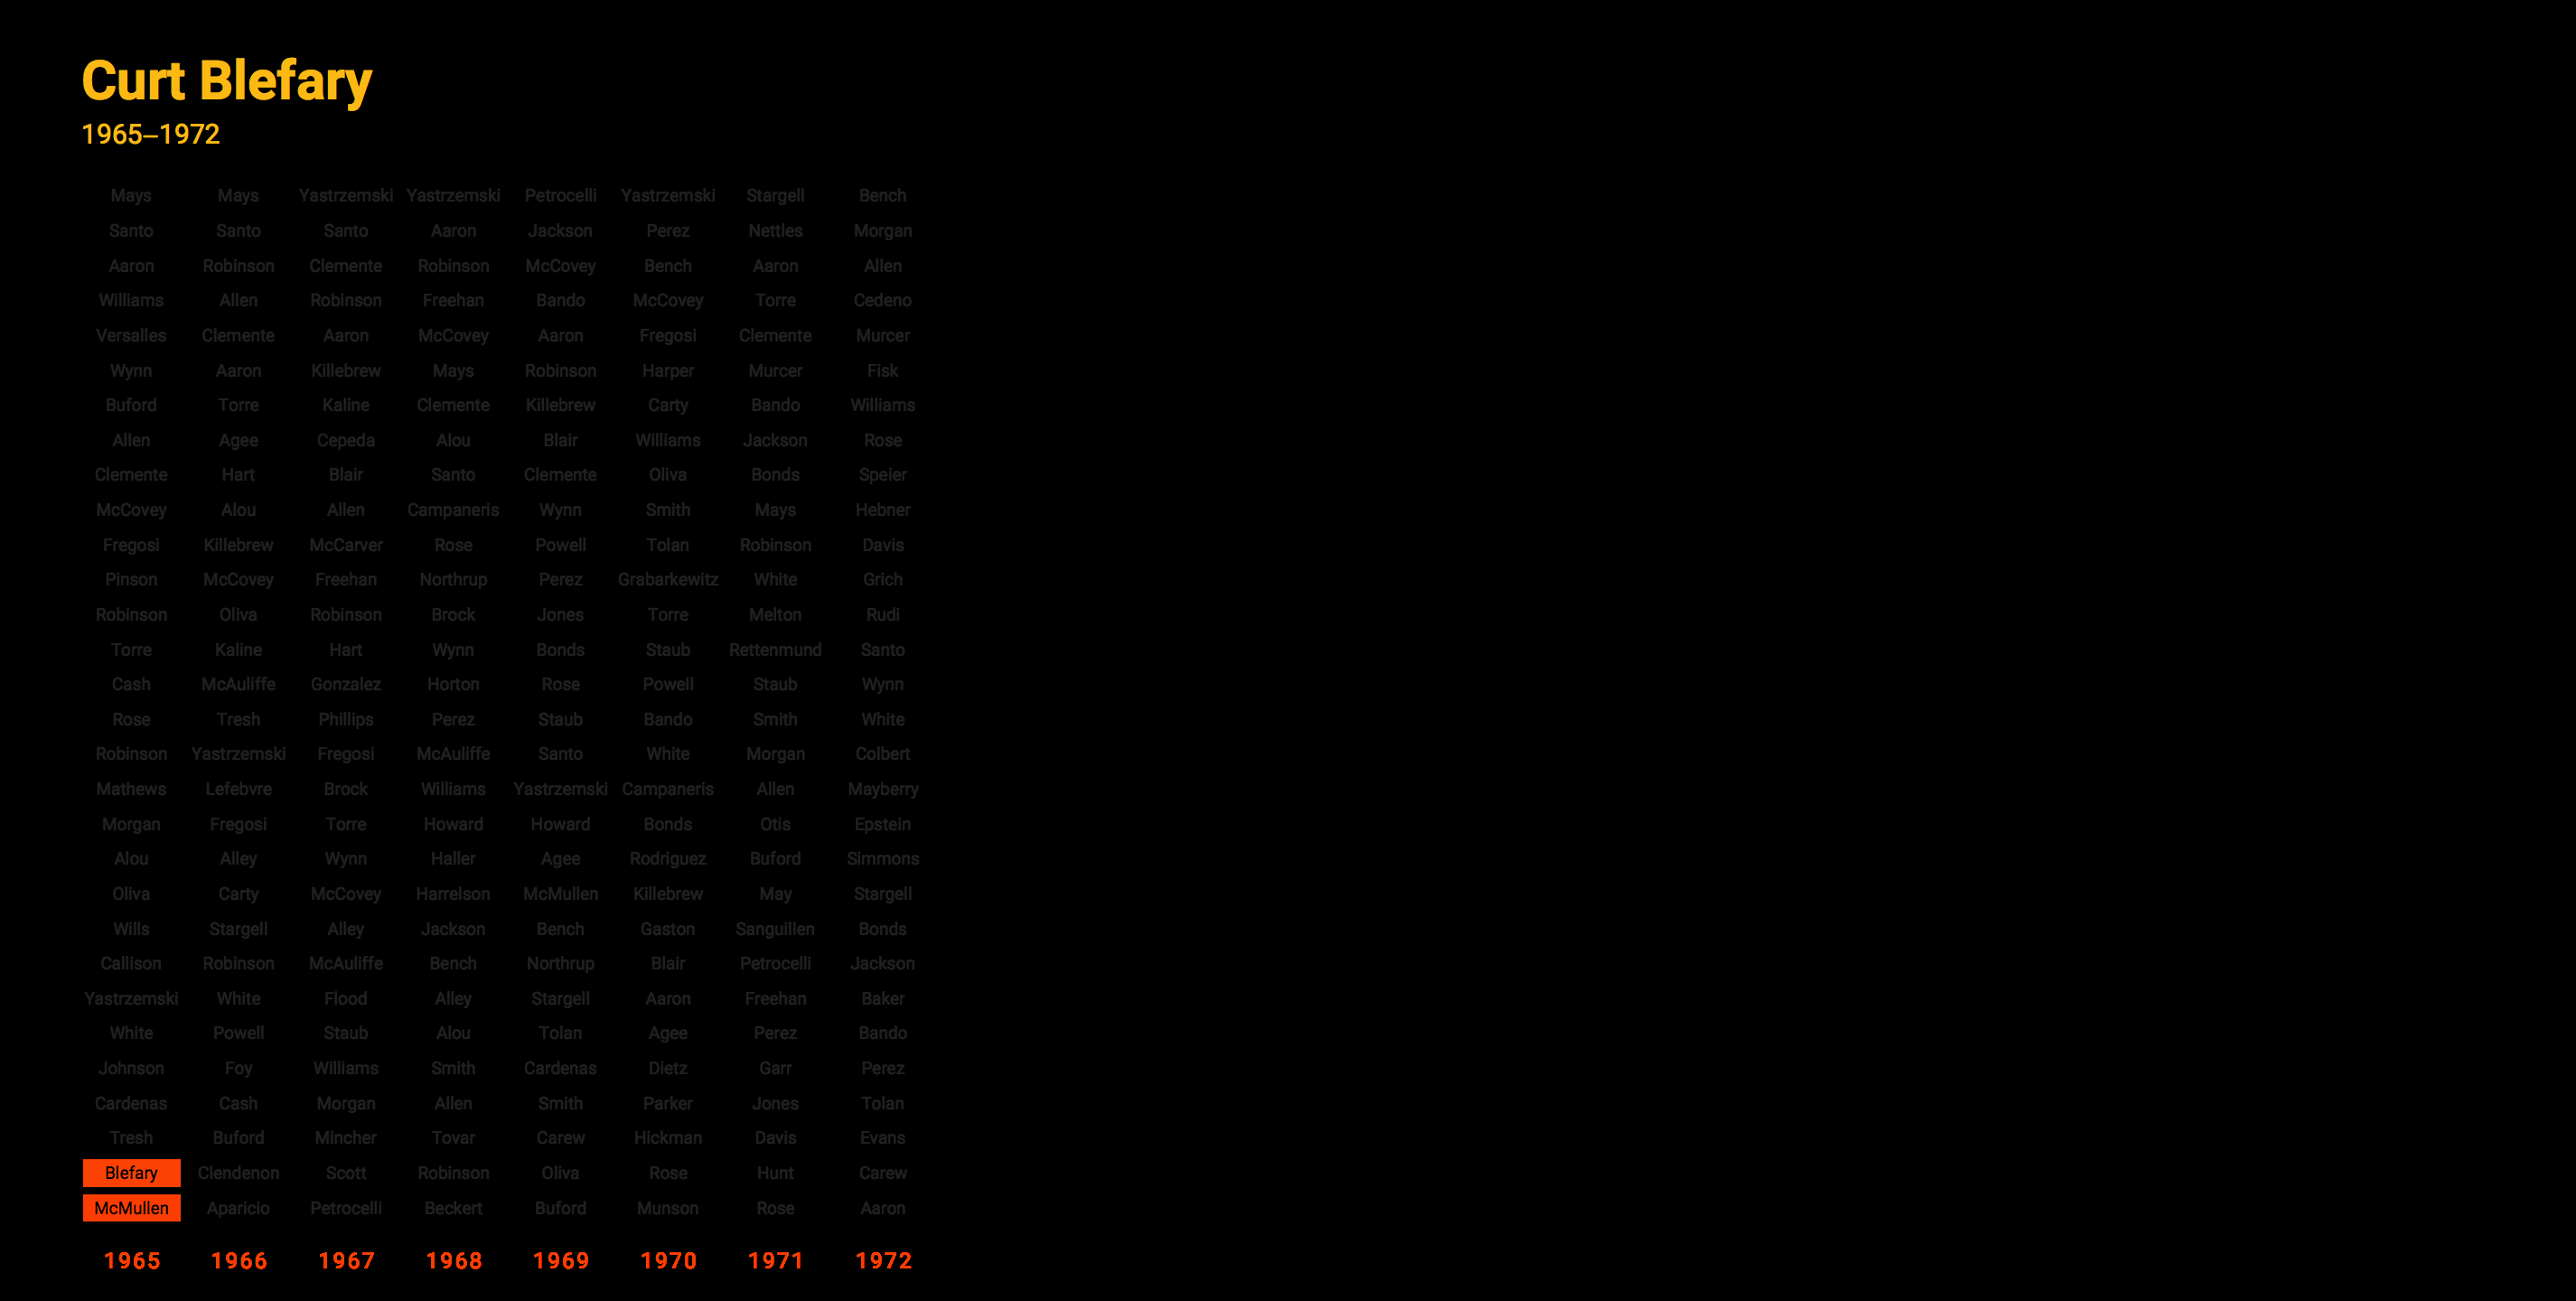 Curt Blefary
1965–1972
Mays Mays Yastrzemski Yastrzemski Petrocelli Yastrzemski Stargell Bench
Santo Santo Santo Aaron Jackson Perez Nettles Morgan
Aaron Robinson Clemente Robinson McCovey Bench Aaron Allen
Williams Allen Robinson Freehan Bando McCovey Torre Cedeno
Versalles Clemente Aaron McCovey Aaron Fregosi Clemente Murcer
Wynn Aaron Killebrew Mays Robinson Harper Murcer Fisk
Buford Torre Kaline Clemente Killebrew Carty Bando Williams
Allen Agee Cepeda Alou Blair Williams Jackson Rose
Clemente Hart Blair Santo Clemente Oliva Bonds Speier
McCovey Alou Allen Campaneris Wynn Smith Mays Hebner
Fregosi Killebrew McCarver Rose Powell Tolan Robinson Davis
Pinson McCovey Freehan Northrup Perez Grabarkewitz White Grich
Robinson Oliva Robinson Brock Jones Torre Melton Rudi
Torre Kaline Hart Wynn Bonds Staub Rettenmund Santo
Cash McAuliffe Gonzalez Horton Rose Powell Staub Wynn
Rose Tresh Phillips Perez Staub Bando Smith White
Robinson Yastrzemski Fregosi McAuliffe Santo White Morgan Colbert
Mathews Lefebvre Brock Williams Yastrzemski Campaneris Allen Mayberry
Morgan Fregosi Torre Howard Howard Bonds Otis Epstein
Alou Alley Wynn Haller Agee Rodriguez Buford Simmons
Oliva Carty McCovey Harrelson McMullen Killebrew May Stargell
Wills Stargell Alley Jackson Bench Gaston Sanguillen Bonds
Callison Robinson McAuliffe Bench Northrup Blair Petrocelli Jackson
Yastrzemski White Flood Alley Stargell Aaron Freehan Baker
White Powell Staub Alou Tolan Agee Perez Bando
Johnson Foy Williams Smith Cardenas Dietz Garr Perez
Cardenas Cash Morgan Allen Smith Parker Jones Tolan
Tresh Buford Mincher Tovar Carew Hickman Davis Evans
Blefary Clendenon Scott Robinson Oliva Rose Hunt Carew
McMullen Aparicio Petrocelli Beckert Buford Munson Rose Aaron
1965 1966 1967 1968 1969 1970 1971 1972